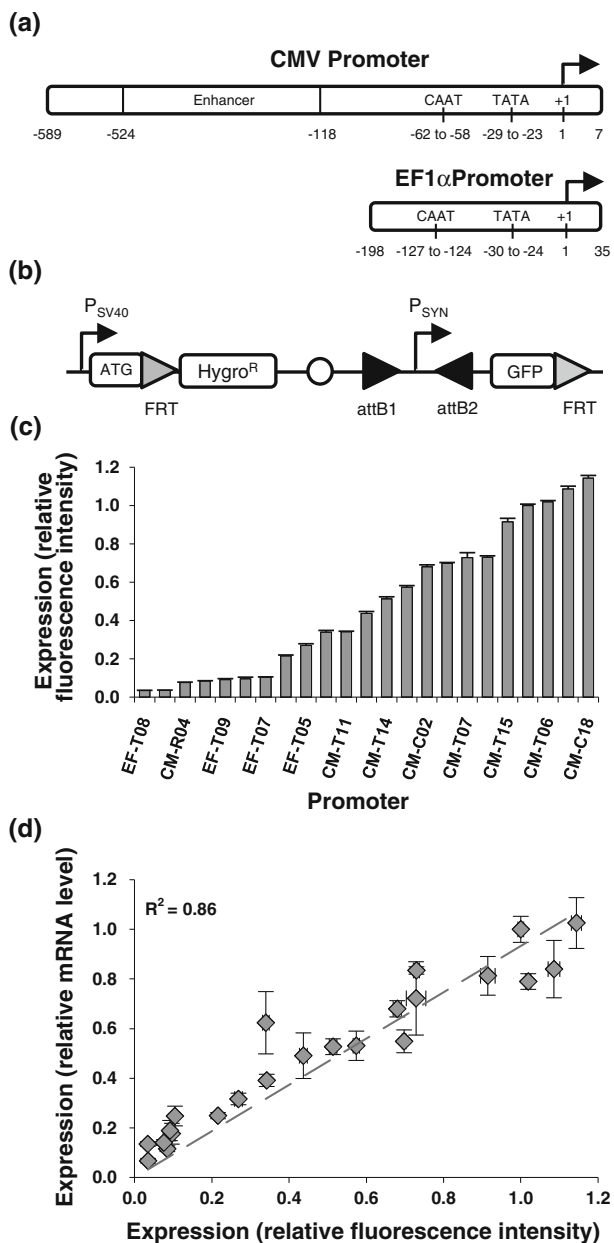 (a)
CMV Promoter
Enhancer CAAT TATA +1
-589 -524 -118 -62 to -58 -29 to -23 1 7
EF1αPromoter
CAAT TATA +1
-198 -127 to -124 -30 to -24 1 35
(b)
PSV40 PSYN
ATG HygroR GFP
FRT attB1 attB2 FRT
(c)
Expression (relative
fluorescence intensity)
1.2
1.0
0.8
0.6
0.4
0.2
0.0
EF-T08 CM-R04 EF-T09 EF-T07 EF-T05 CM-T11 CM-T14 CM-C02 CM-T07 CM-T15 CM-T06 CM-C18
Promoter
(d)
Expression (relative mRNA level)
R2 = 0.86
1.2
1.0
0.8
0.6
0.4
0.2
0.0
0.0 0.2 0.4 0.6 0.8 1.0 1.2
Expression (relative fluorescence intensity)